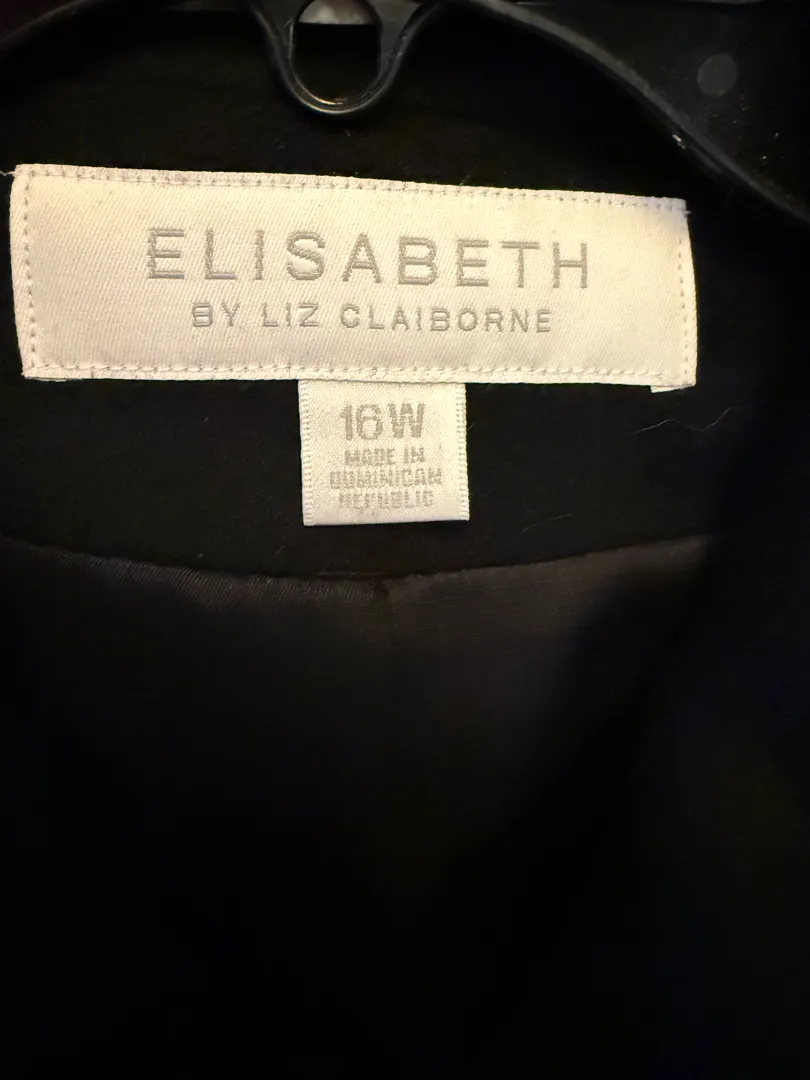 ELISABETH
BY LIZ CLAIBORNE
16W
MADE IN
DOMINICAN
REPUBLIC